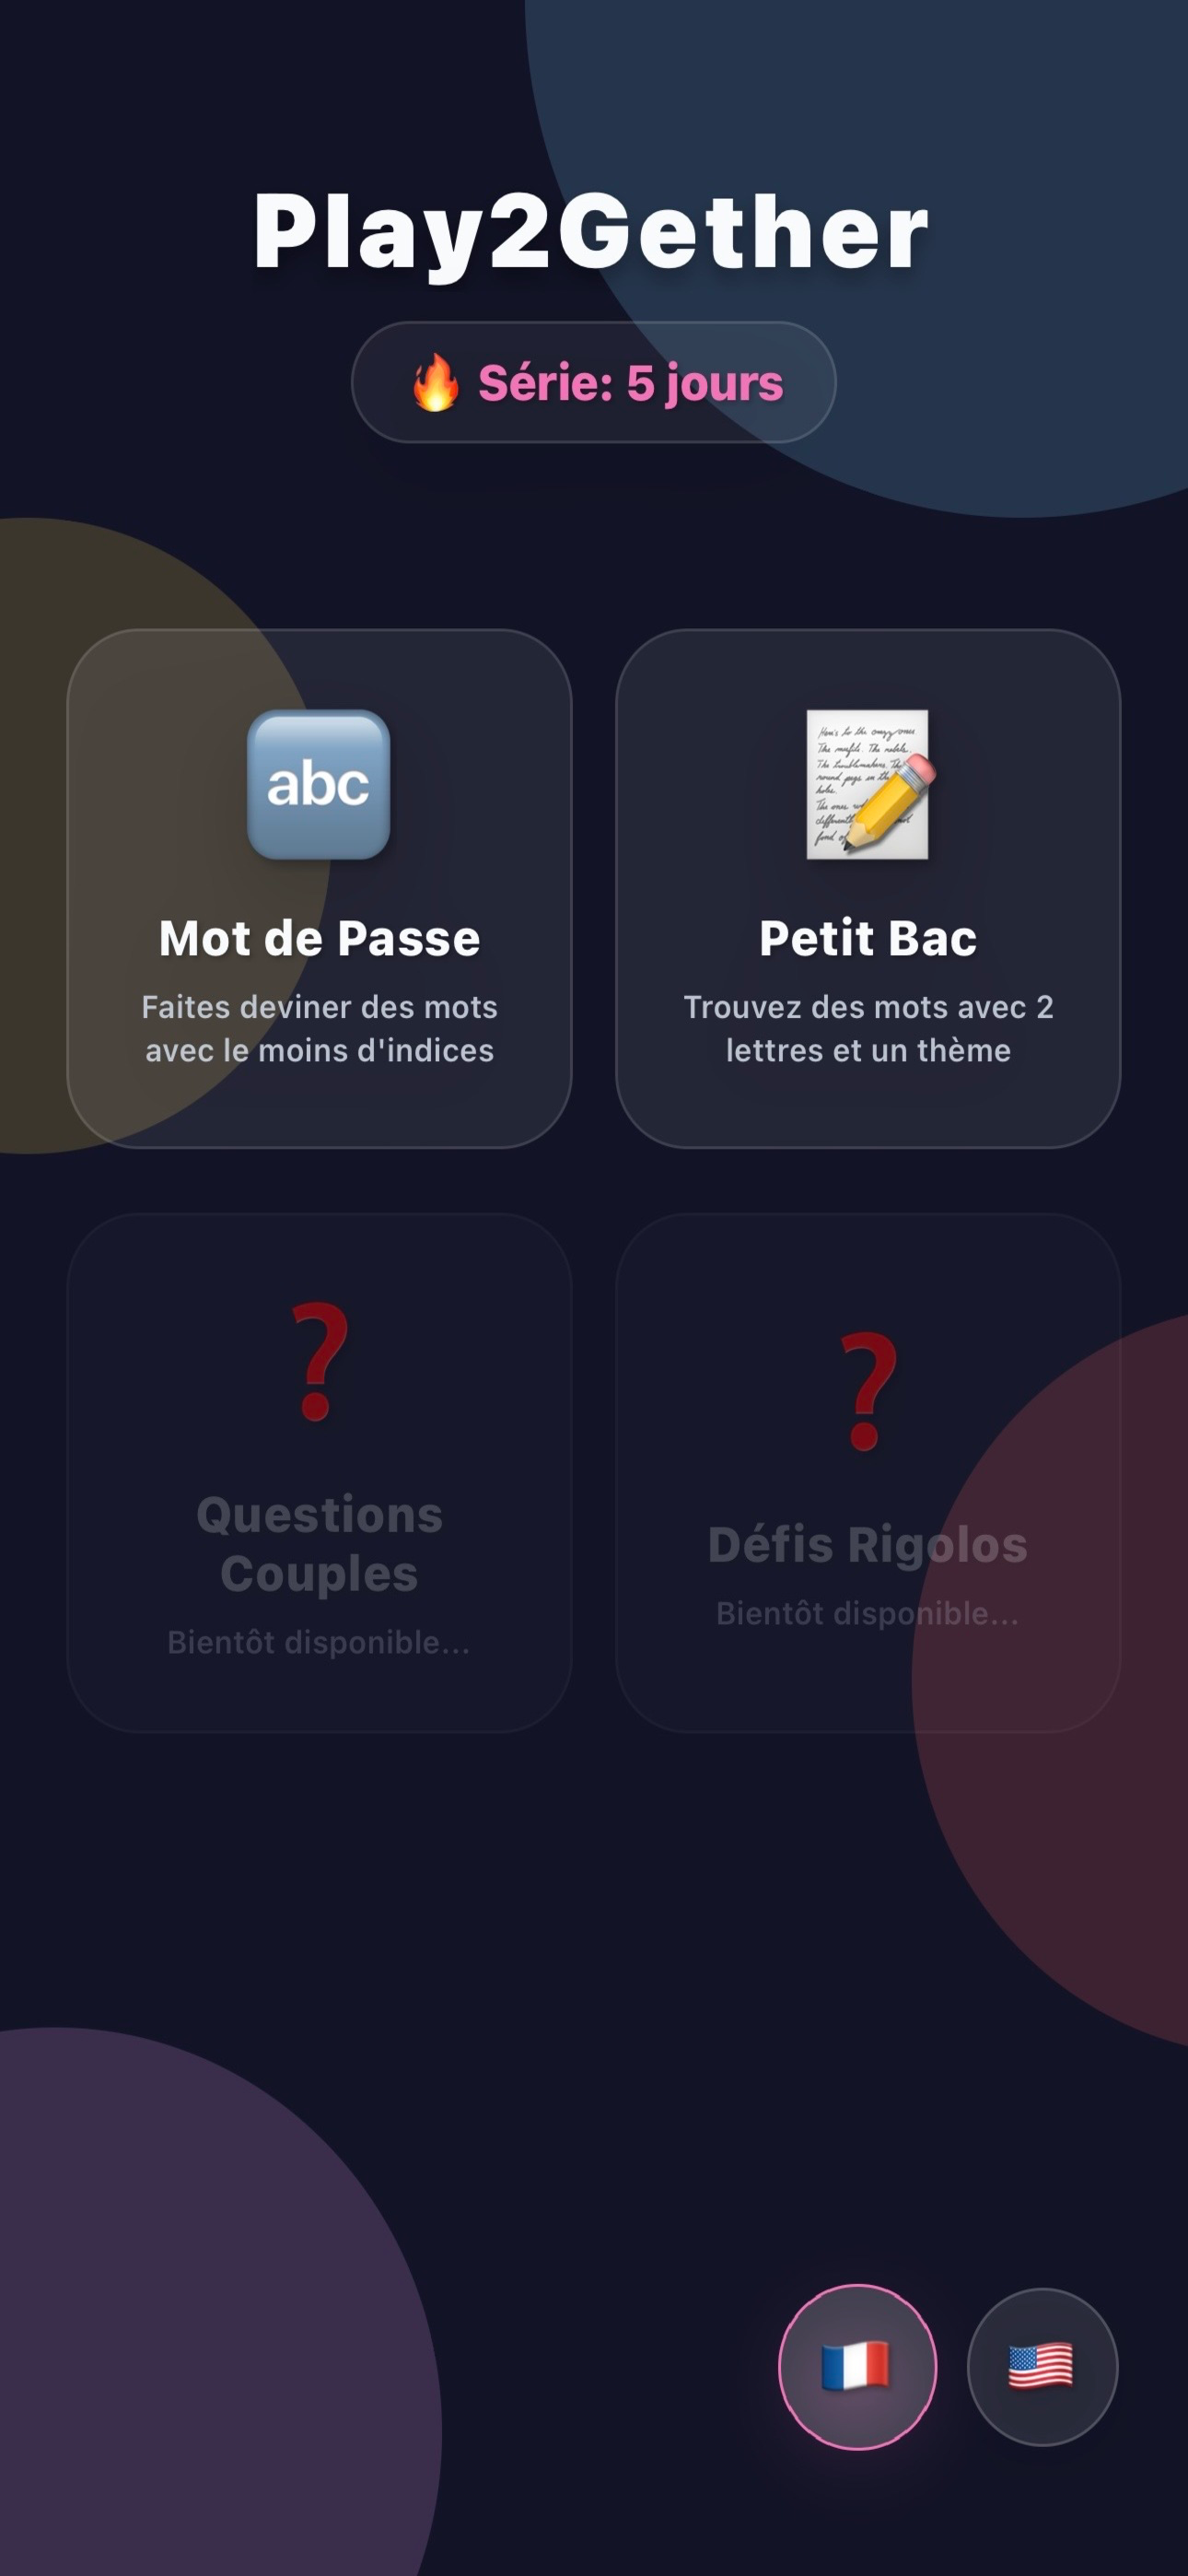 Play2Gether
🔥 Série: 5 jours
abc
Mot de Passe
Faites deviner des mots
avec le moins d'indices
Petit Bac
Trouvez des mots avec 2
lettres et un thème
❓
Questions
Couples
Bientôt disponible...
❓
Défis Rigolos
Bientôt disponible...